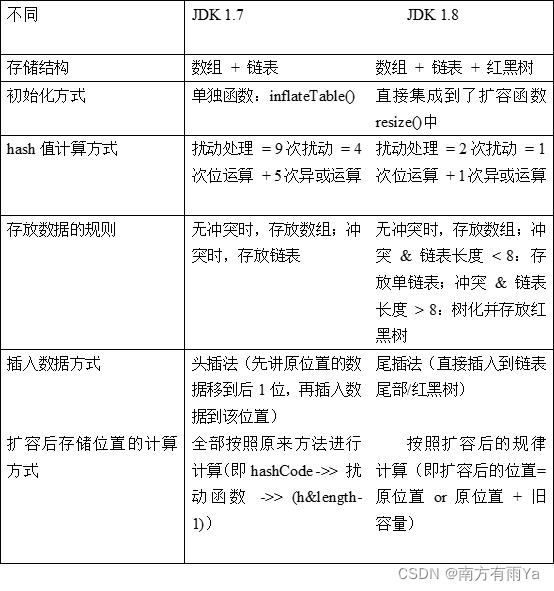 不同
JDK 1.7
JDK 1.8
存储结构
数组 + 链表
数组 + 链表 + 红黑树
初始化方式
单独函数：inflateTable()
直接集成到了扩容函数
resize()中
hash 值计算方式
扰动处理 =9次扰动 =4
次位运算 +5次异或运算
扰动处理 =2 次扰动 =1
次位运算 +1次异或运算
存放数据的规则
无冲突时，存放数组；冲
突时，存放链表
无冲突时，存放数组；冲
突 & 链表长度 < 8：存
放单链表；冲突 & 链表
长度 > 8：树化并存放红
黑树
插入数据方式
头插法（先讲原位置的数
据移到后 1 位，再插入数
据到该位置）
尾插法（直接插入到链表
尾部/红黑树）
扩容后存储位置的计算
方式
全部按照原来方法进行
计算（即 hashCode ->> 扰
动函数 ->> (h&length-
1)）
按照扩容后的规律
计算（即扩容后的位置=
原位置 or 原位置 + 旧
容量）
CSDN @南方有雨Ya